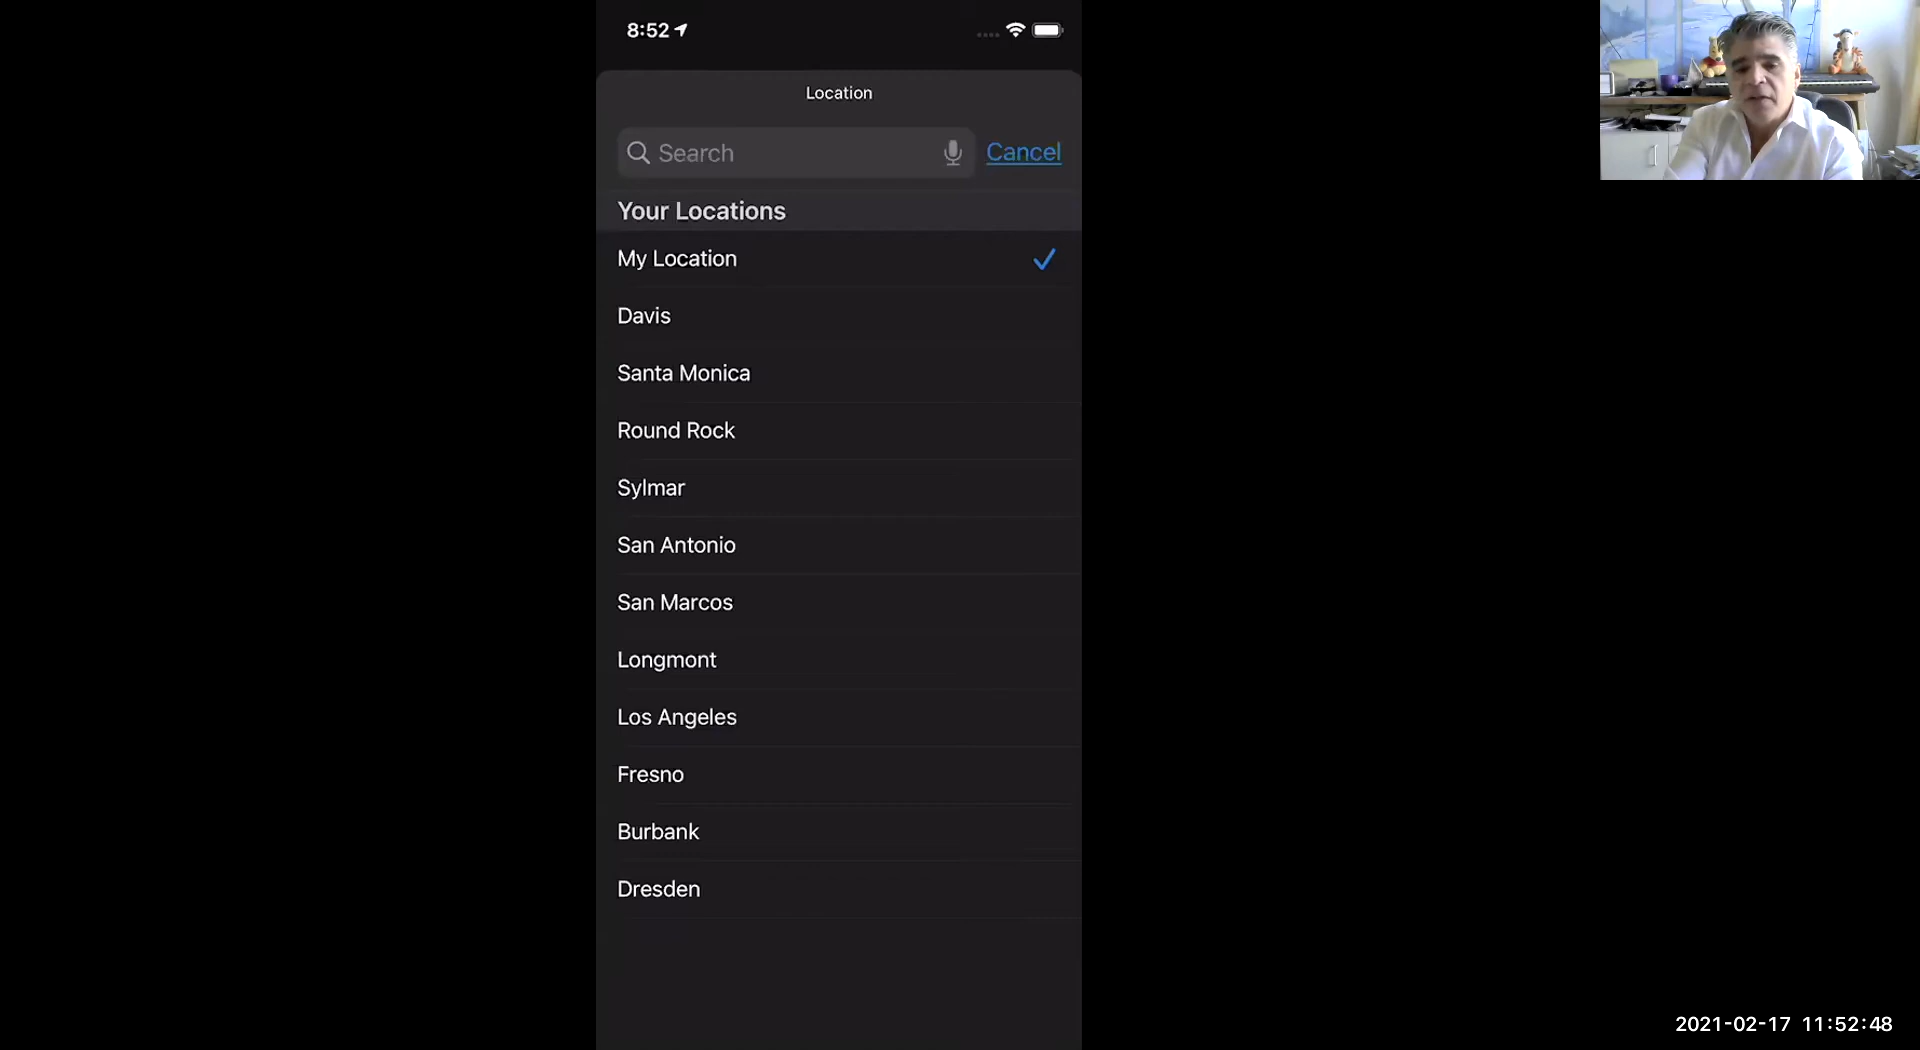 8:52
Location
Search
Cancel
Your Locations
My Location
Davis
Santa Monica
Round Rock
Sylmar
San Antonio
San Marcos
Longmont
Los Angeles
Fresno
Burbank
Dresden
2021-02-17 11:52:48